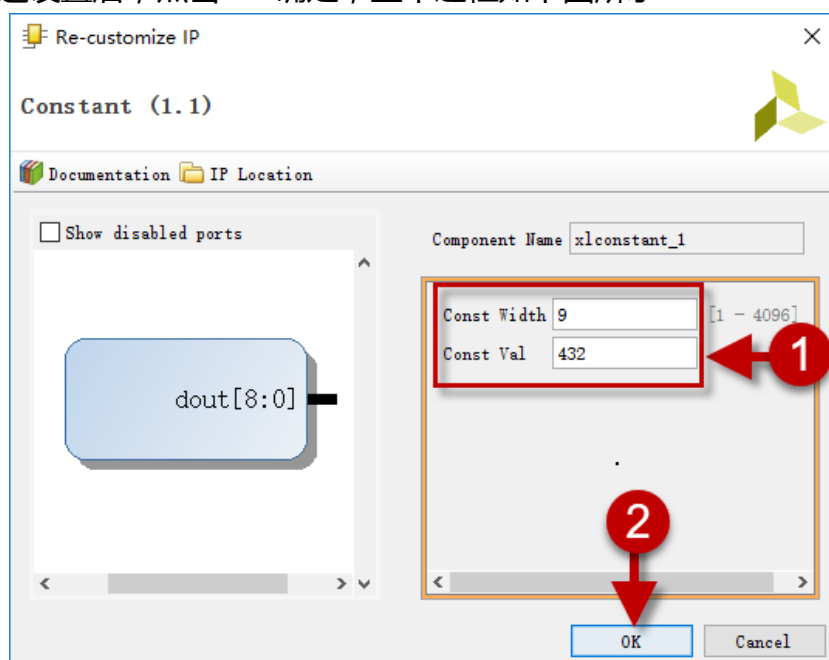 Re-customize IP
Constant (1.1)
Documentation IP Location
Show disabled ports
dout[8:0]
Component Name xlconstant_1
Const Width 9 [1 - 4096]
Const Val 432
1
2
OK Cancel